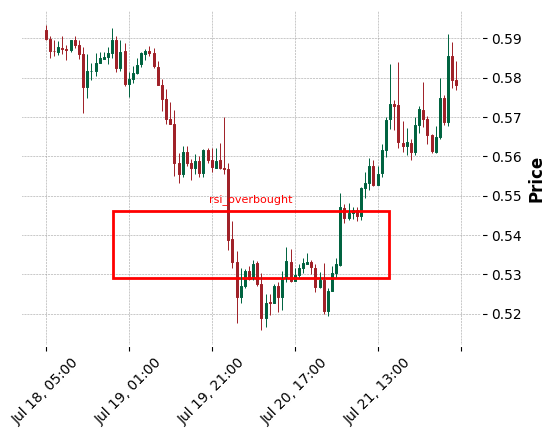 0.59
0.58
0.57
0.56
0.55
0.54
0.53
0.52
Price
rsi_overbought
Jul 18, 05:00
Jul 19, 01:00
Jul 19, 21:00
Jul 20, 17:00
Jul 21, 13:00